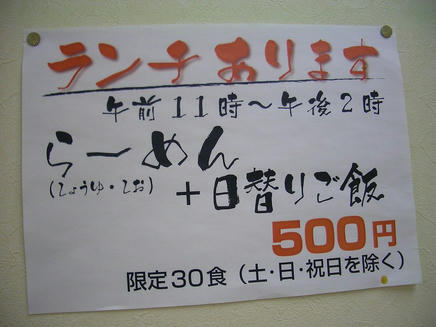 ランチあります
午前11時～午後2時
らーめん
(しょうゆ・しお)
＋日替りご飯
500円
限定30食（土・日・祝日を除く）